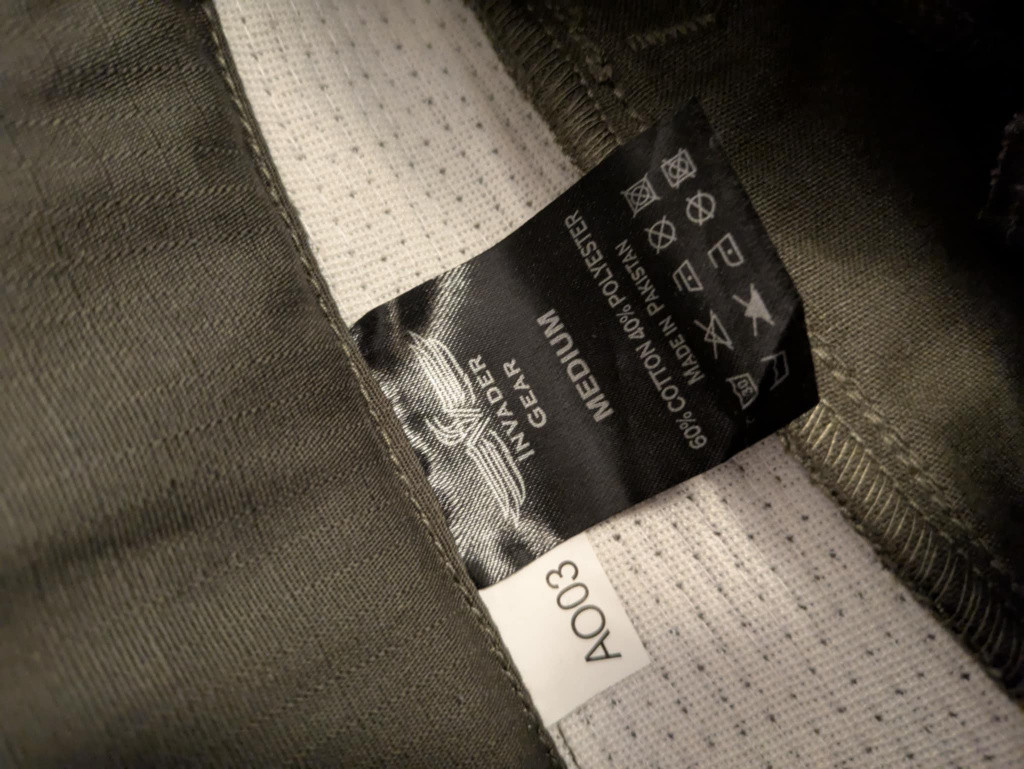 INVADER
GEAR
MEDIUM
60% COTTON 40% POLYESTER
MADE IN PAKISTAN
AO03